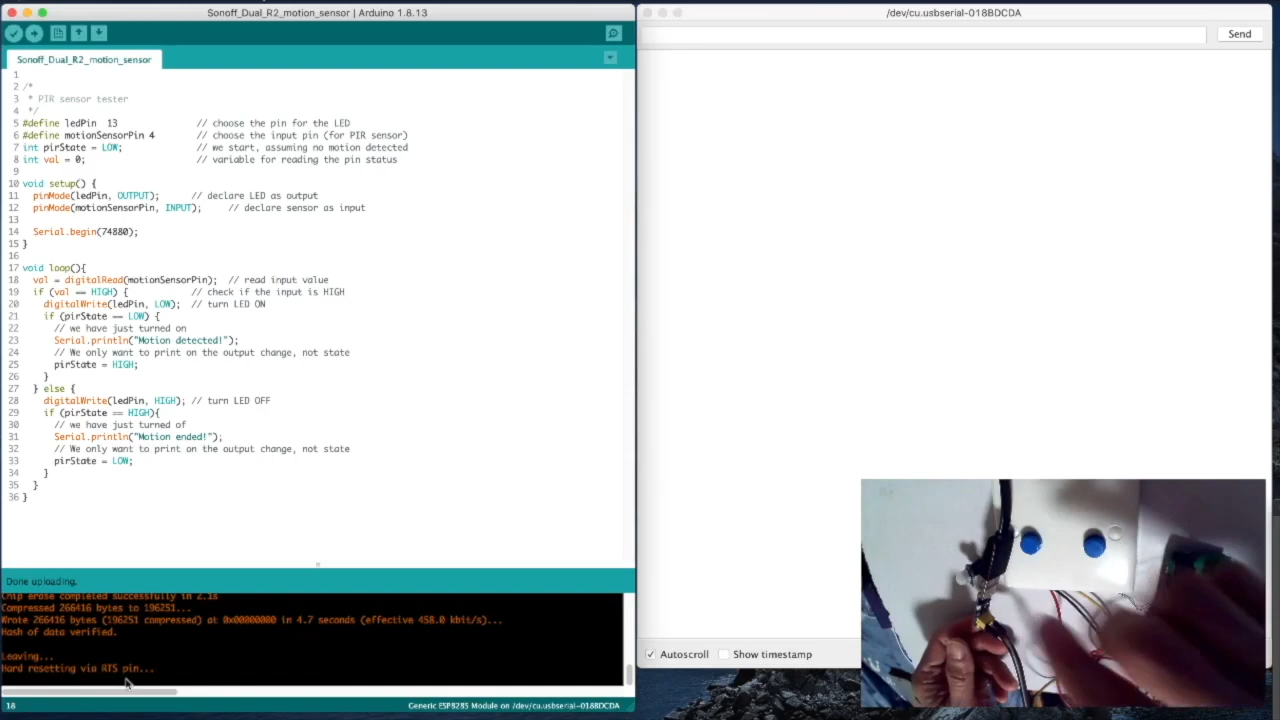 Sonoff_Dual_R2_motion_sensor | Arduino 1.8.13
Sonoff_Dual_R2_motion_sensor
1
2 /*
3  * PIR sensor tester
4  */
5 #define ledPin  13 // choose the pin for the LED
6 #define motionSensorPin 4 // choose the input pin (for PIR sensor)
7 int pirState = LOW; // we start, assuming no motion detected
8 int val = 0; // variable for reading the pin status
9
10 void setup() {
11   pinMode(ledPin, OUTPUT); // declare LED as output
12   pinMode(motionSensorPin, INPUT); // declare sensor as input
13
14   Serial.begin(74880);
15 }
16
17 void loop(){
18   val = digitalRead(motionSensorPin); // read input value
19   if (val == HIGH) { // check if the input is HIGH
20     digitalWrite(ledPin, LOW); // turn LED ON
21     if (pirState == LOW) {
22       // we have just turned on
23       Serial.println("Motion detected!");
24       // We only want to print on the output change, not state
25       pirState = HIGH;
26     }
27   } else {
28     digitalWrite(ledPin, HIGH); // turn LED OFF
29     if (pirState == HIGH){
30       // we have just turned of
31       Serial.println("Motion ended!");
32       // We only want to print on the output change, not state
33       pirState = LOW;
34     }
35   }
36 }
Done uploading.
Chip erase completed successfully in 2.1s
Compressed 266416 bytes to 196251...
Wrote 266416 bytes (196251 compressed) at 0x00000000 in 4.7 seconds (effective 458.0 kbit/s)...
Hash of data verified.
Leaving...
Hard resetting via RTS pin...
18
Generic ESP8285 Module on /dev/cu.usbserial-018BDCDA
/dev/cu.usbserial-018BDCDA
Send
Autoscroll
Show timestamp